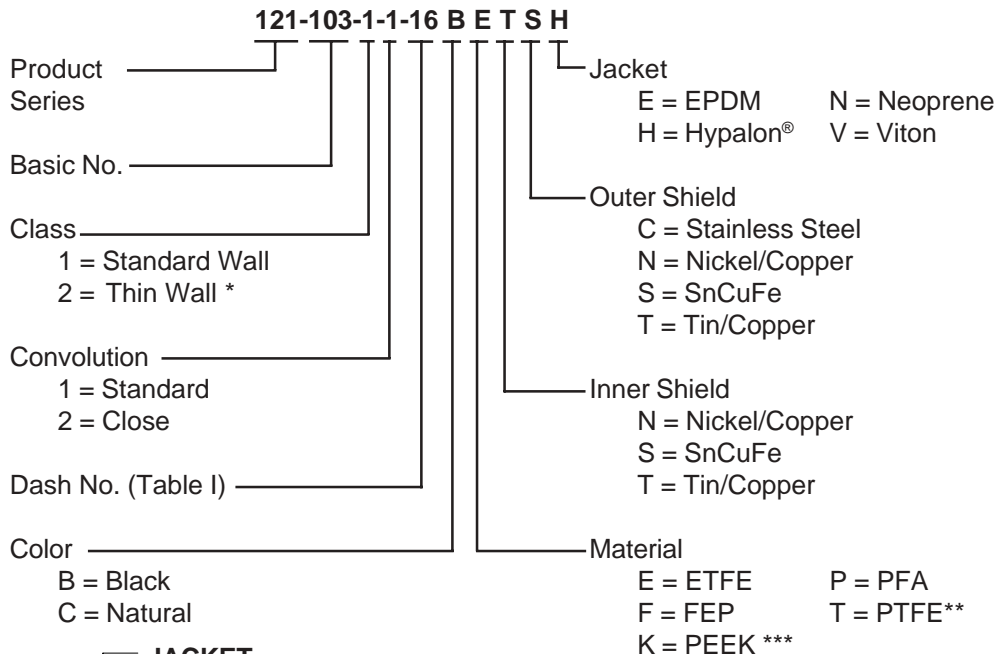 121-103-1-1-16 B E T S H
Product
Series
Basic No.
Class
1 = Standard Wall
2 = Thin Wall *
Convolution
1 = Standard
2 = Close
Dash No. (Table I)
Color
B = Black
C = Natural
Jacket
E = EPDM N = Neoprene
H = Hypalon® V = Viton
Outer Shield
C = Stainless Steel
N = Nickel/Copper
S = SnCuFe
T = Tin/Copper
Inner Shield
N = Nickel/Copper
S = SnCuFe
T = Tin/Copper
Material
E = ETFE P = PFA
F = FEP T = PTFE**
K = PEEK ***
JACKET